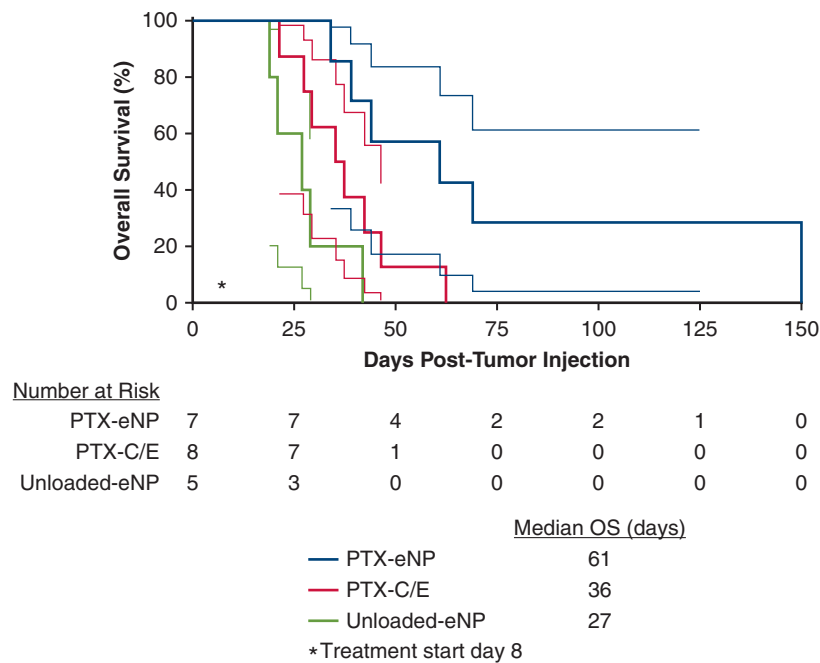 Overall Survival (%)
100
80
60
40
20
0
*
0 25 50 75 100 125 150
Days Post-Tumor Injection
Number at Risk
PTX-eNP 7 7 4 2 2 1 0
PTX-C/E 8 7 1 0 0 0 0
Unloaded-eNP 5 3 0 0 0 0 0
Median OS (days)
PTX-eNP 61
PTX-C/E 36
Unloaded-eNP 27
*Treatment start day 8